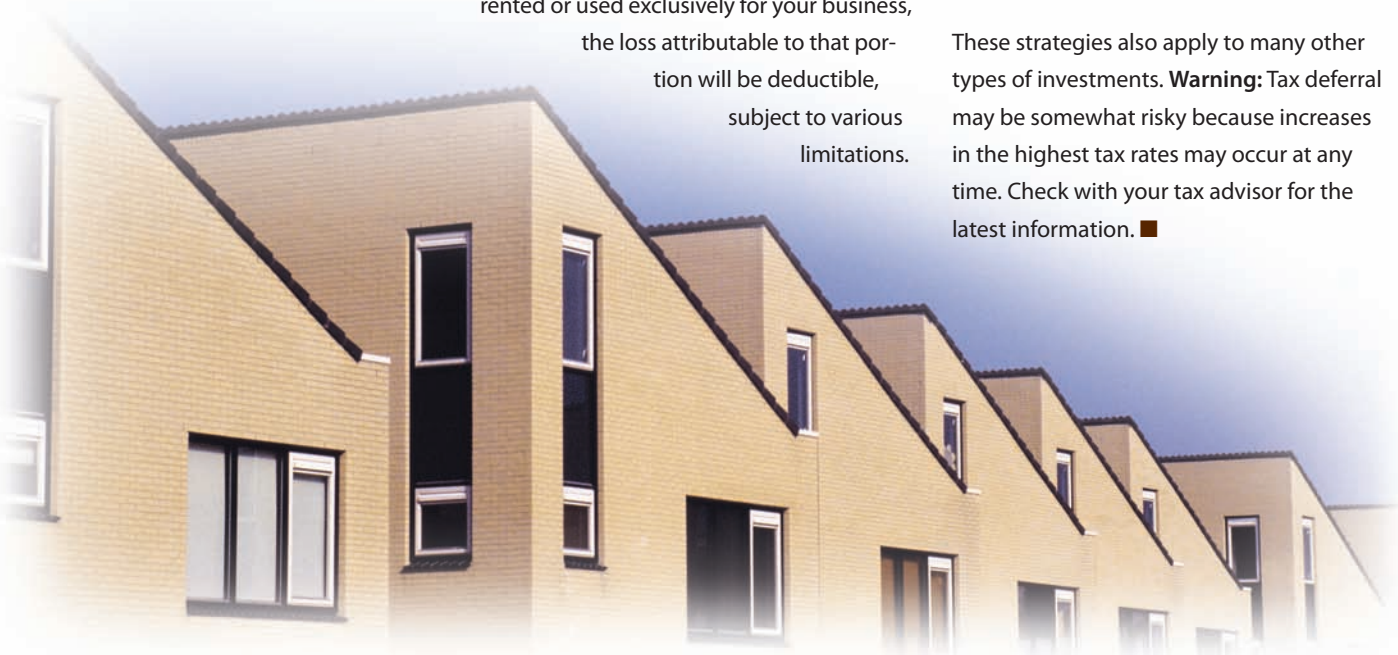 rented or used exclusively for your business,
the loss attributable to that por-
tion will be deductible,
subject to various
limitations.
These strategies also apply to many other
types of investments. Warning: Tax deferral
may be somewhat risky because increases
in the highest tax rates may occur at any
time. Check with your tax advisor for the
latest information. ■